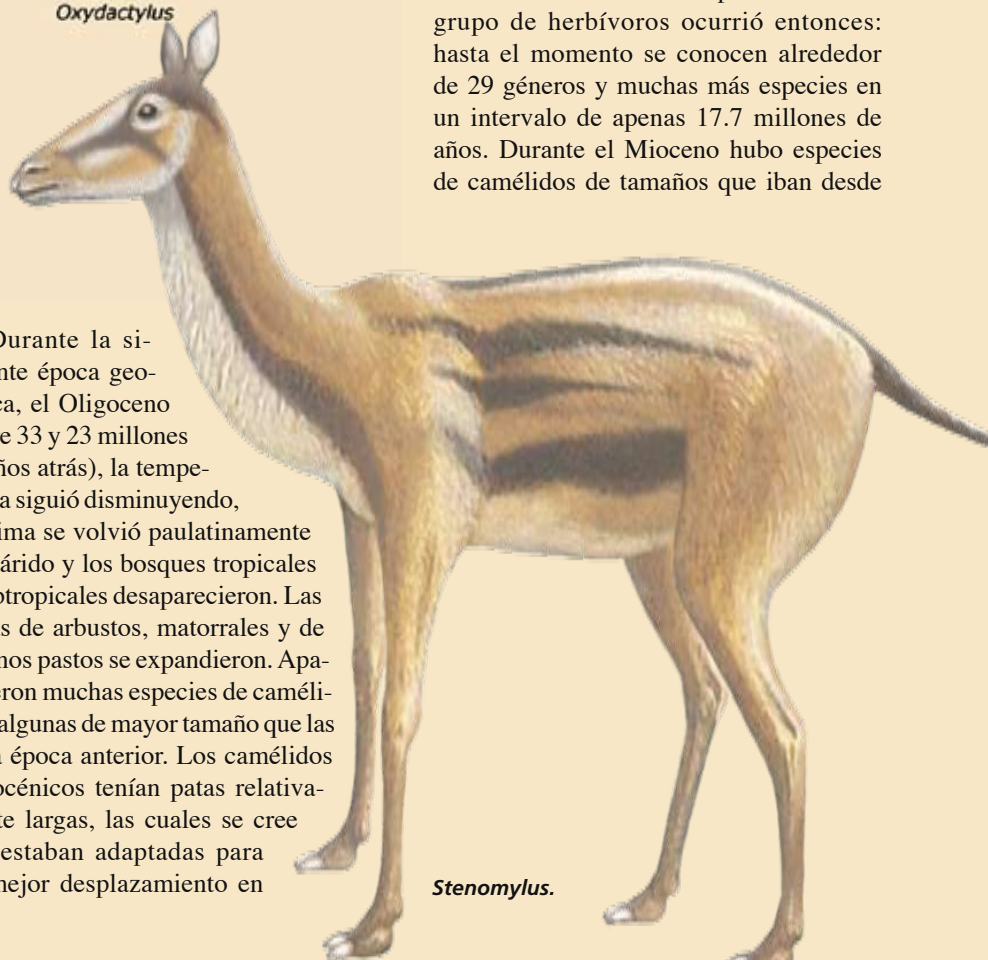 Oxydactylus
Durante la si-
nte época geo-
ca, el Oligoceno
e 33 y 23 millones
ños atrás), la tempe-
a siguió disminuyendo,
ima se volvió paulatinamente
árido y los bosques tropicales
btropicales desaparecieron. Las
s de arbustos, matorrales y de
nos pastos se expandieron. Apa-
eron muchas especies de caméli-
algunas de mayor tamaño que las
a época anterior. Los camélidos
océnicos tenían patas relativa-
te largas, las cuales se cree
estaban adaptadas para
mejor desplazamiento en
grupo de herbívoros ocurrió entonces:
hasta el momento se conocen alrededor
de 29 géneros y muchas más especies en
un intervalo de apenas 17.7 millones de
años. Durante el Mioceno hubo especies
de camélidos de tamaños que iban desde
Stenomylus.